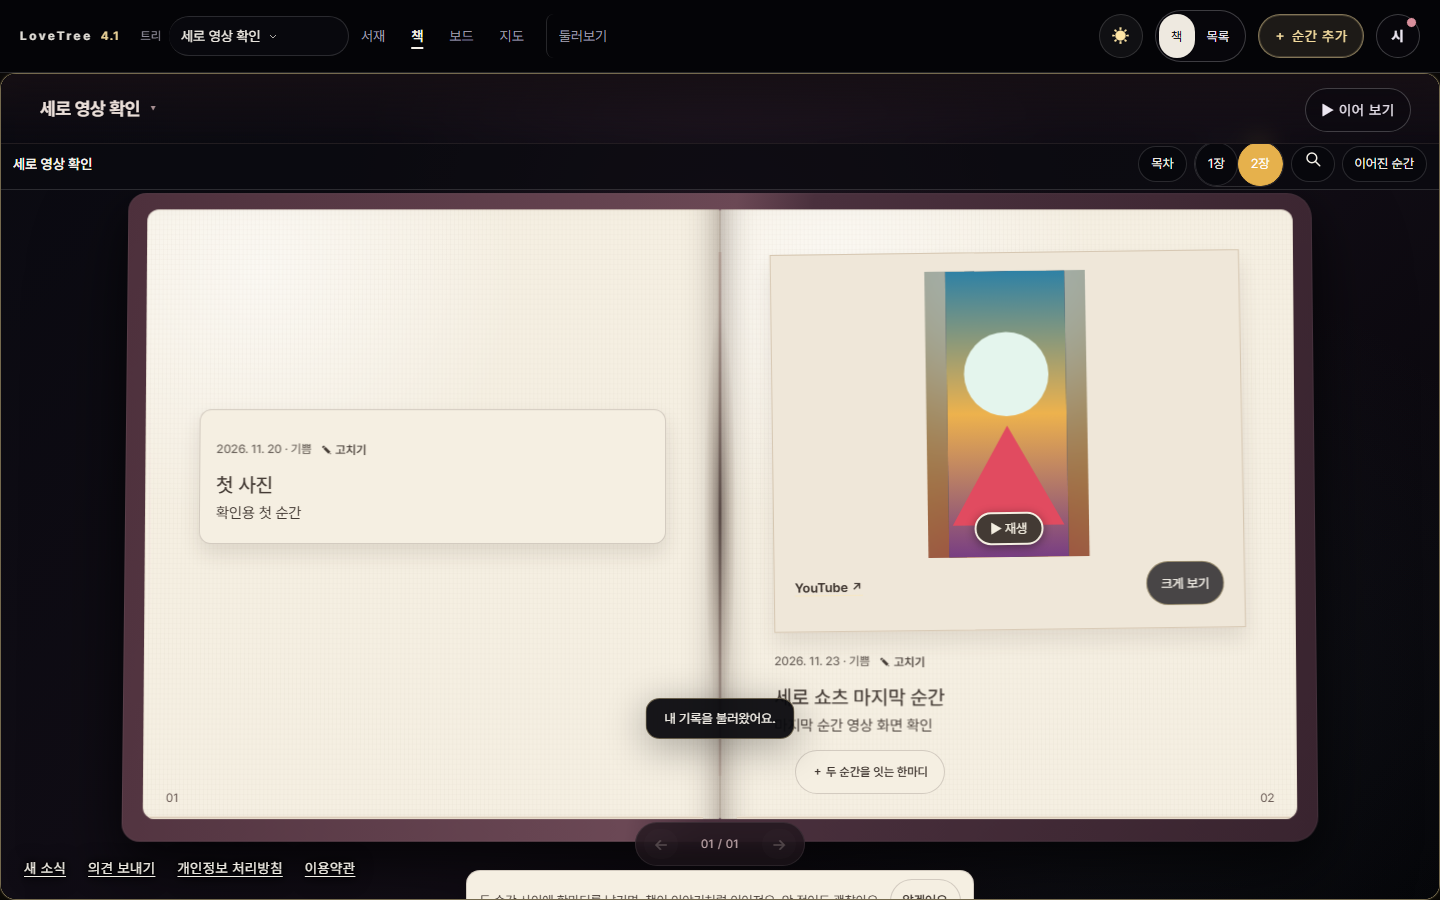 LoveTree 4.1 트리 세로 영상 확인 서재 책 보드 지도 둘러보기 책 목록 + 순간 추가 시
세로 영상 확인 ▾ ▶ 이어 보기
세로 영상 확인 목차 1장 2장 이어진 순간
2026. 11. 20 · 기쁨 고치기
첫 사진
확인용 첫 순간
01
▶ 재생
YouTube ↗ 크게 보기
2026. 11. 23 · 기쁨 고치기
세로 쇼츠 마지막 순간
순간 영상 화면 확인
내 기록을 불러왔어요.
+ 두 순간을 잇는 한마디
02
← 01 / 01 →
새 소식 의견 보내기 개인정보 처리방침 이용약관